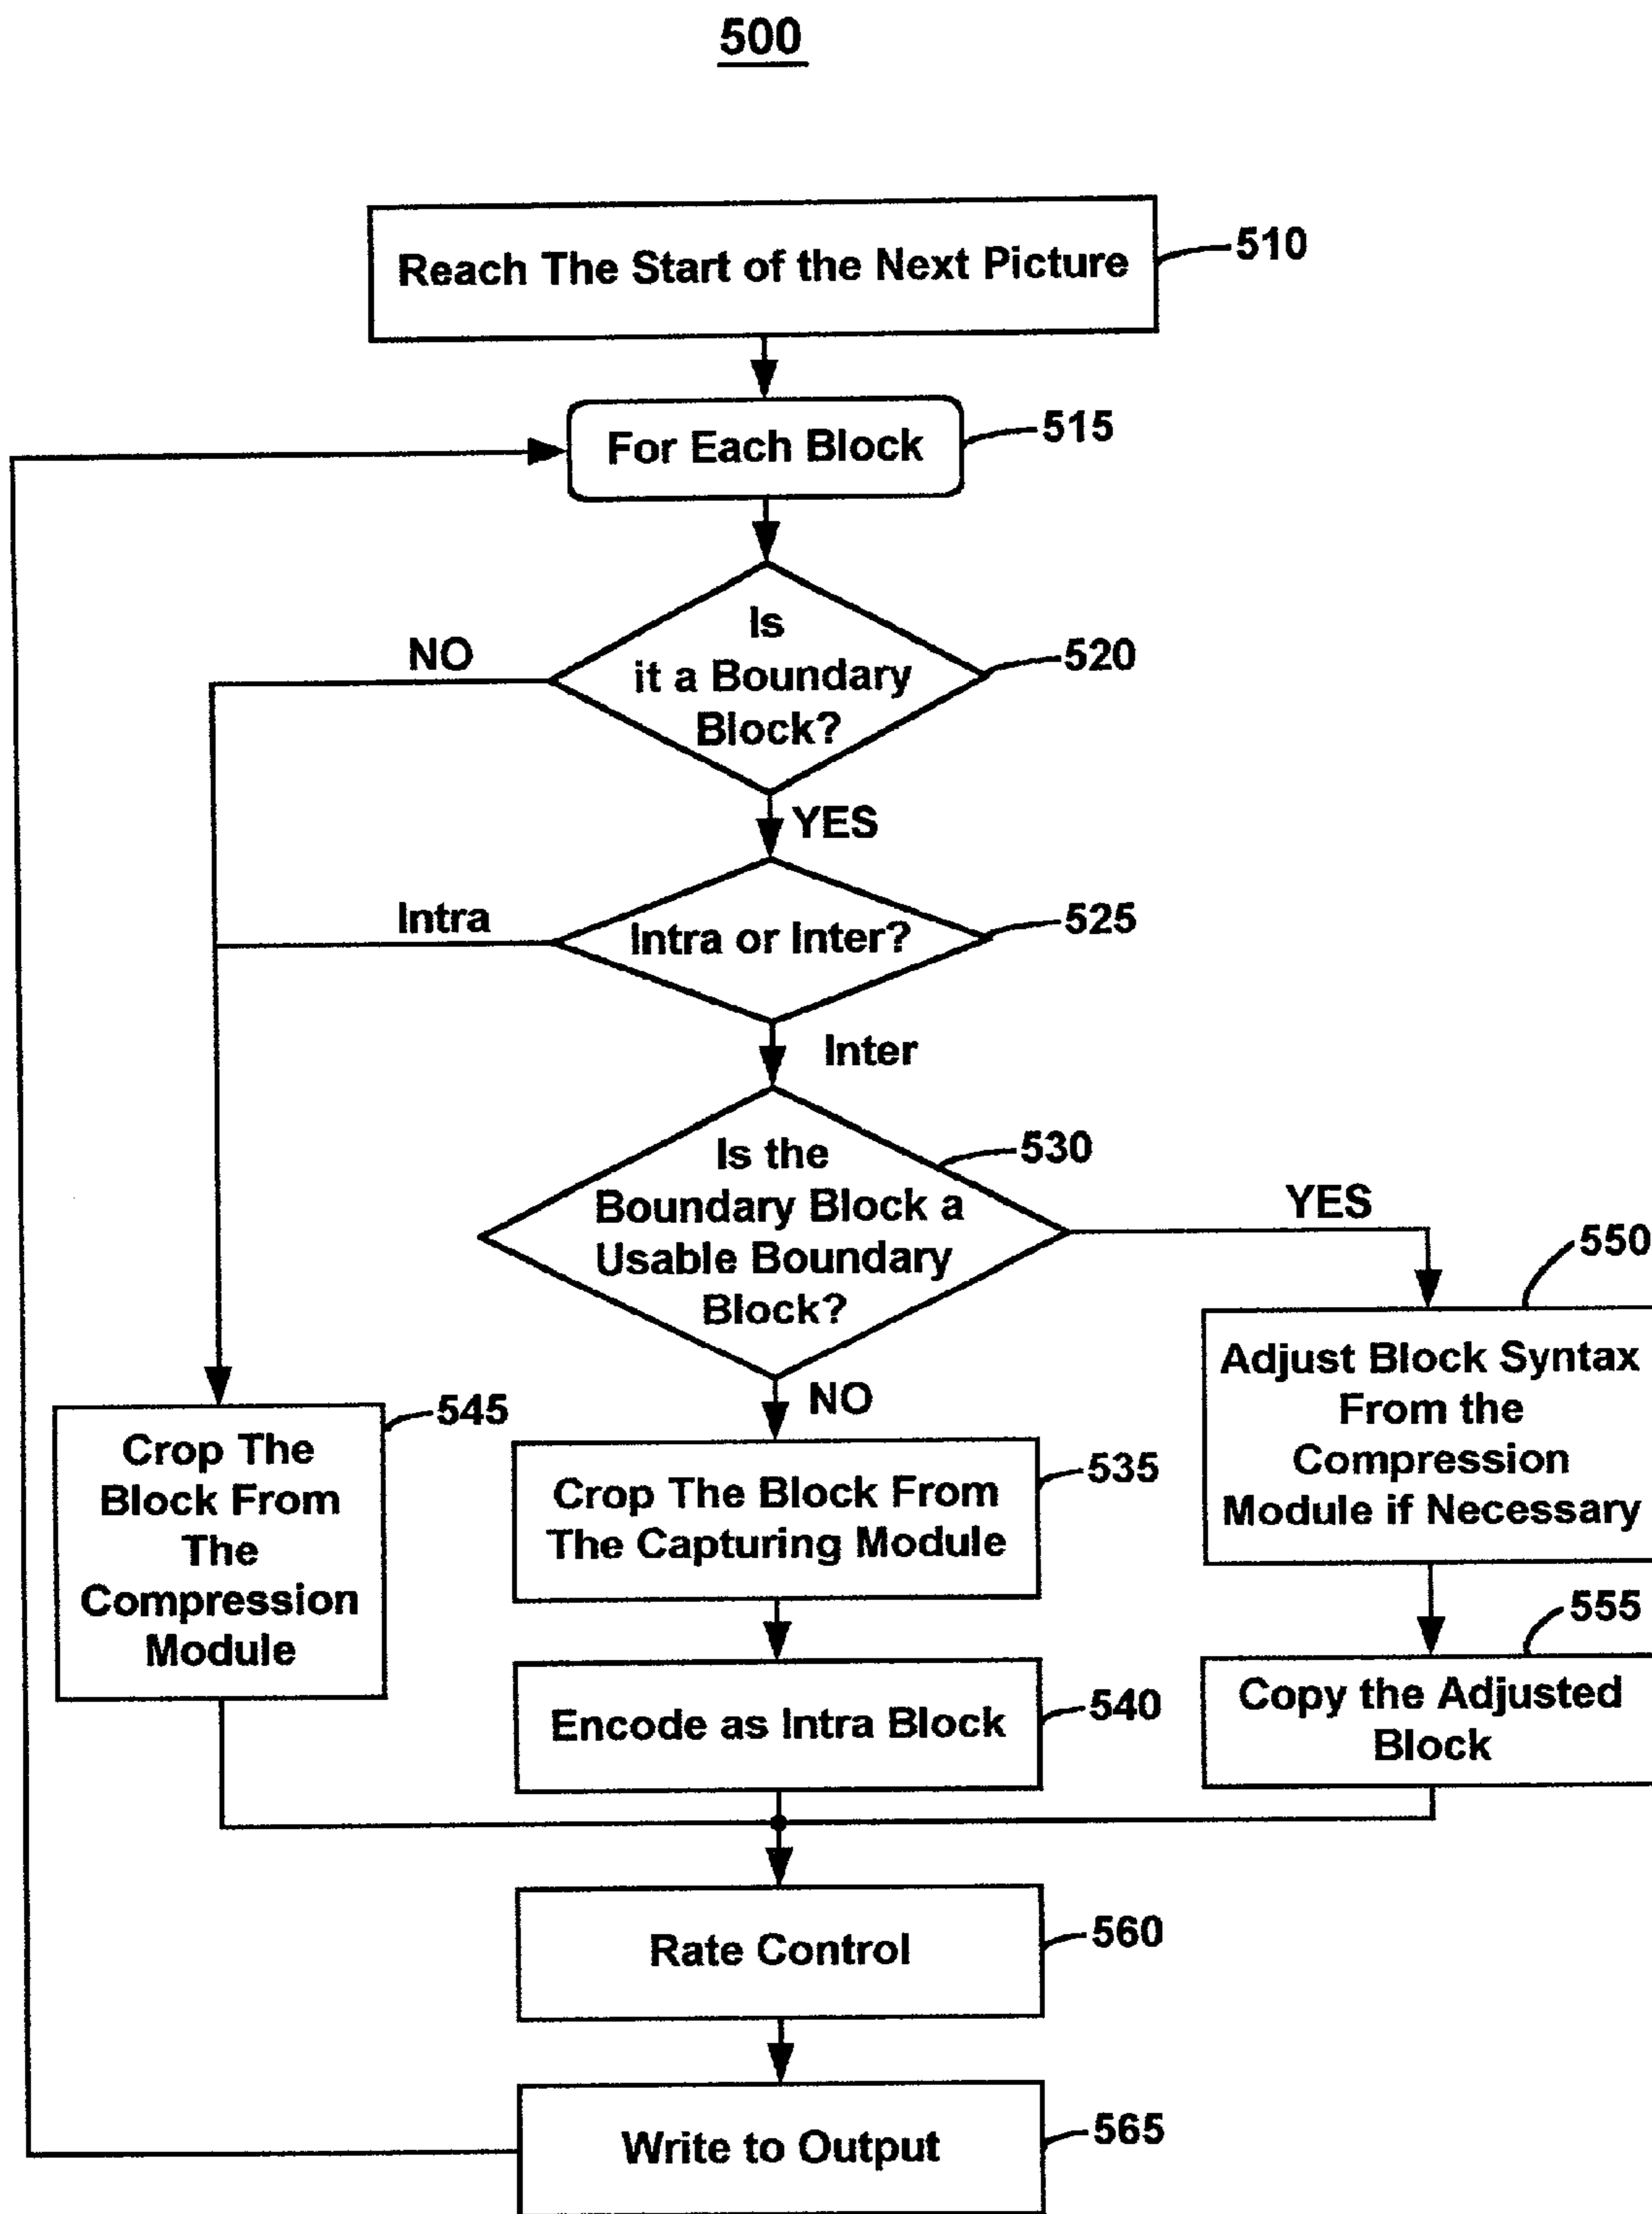 500
Reach The Start of the Next Picture
510
For Each Block
515
Is
it a Boundary
Block?
520
NO
YES
Intra or Inter?
525
Intra
Inter
Is the
Boundary Block a
Usable Boundary
Block?
530
YES
NO
550
Adjust Block Syntax
From the
Compression
Module if Necessary
545
Crop The
Block From
The
Compression
Module
535
Crop The Block From
The Capturing Module
555
Copy the Adjusted
Block
540
Encode as Intra Block
Rate Control
560
Write to Output
565